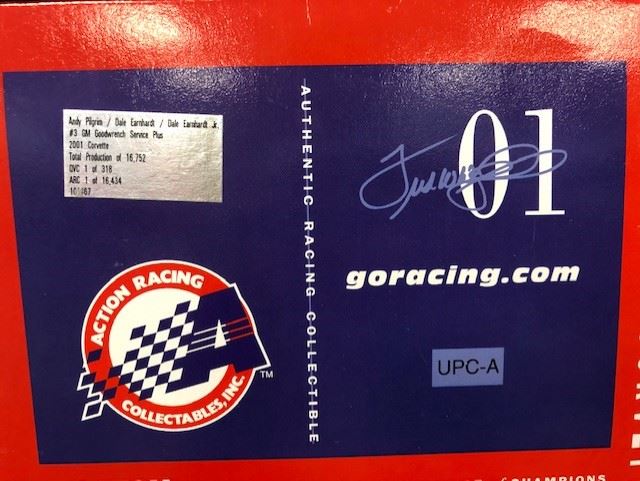 Andy Pilgrim / Dale Earnhardt / Dale Earnhardt Jr.
#3 GM Goodwrench Service Plus
2001 Corvette
Total Production of 16,752
QVC 1 of 318
ARC 1 of 16,434
101467
ACTION RACING
COLLECTABLES, INC.
TM
AUTHENTIC RACING COLLECTIBLE
01
goracing.com
UPC-A
CHAMPIONS